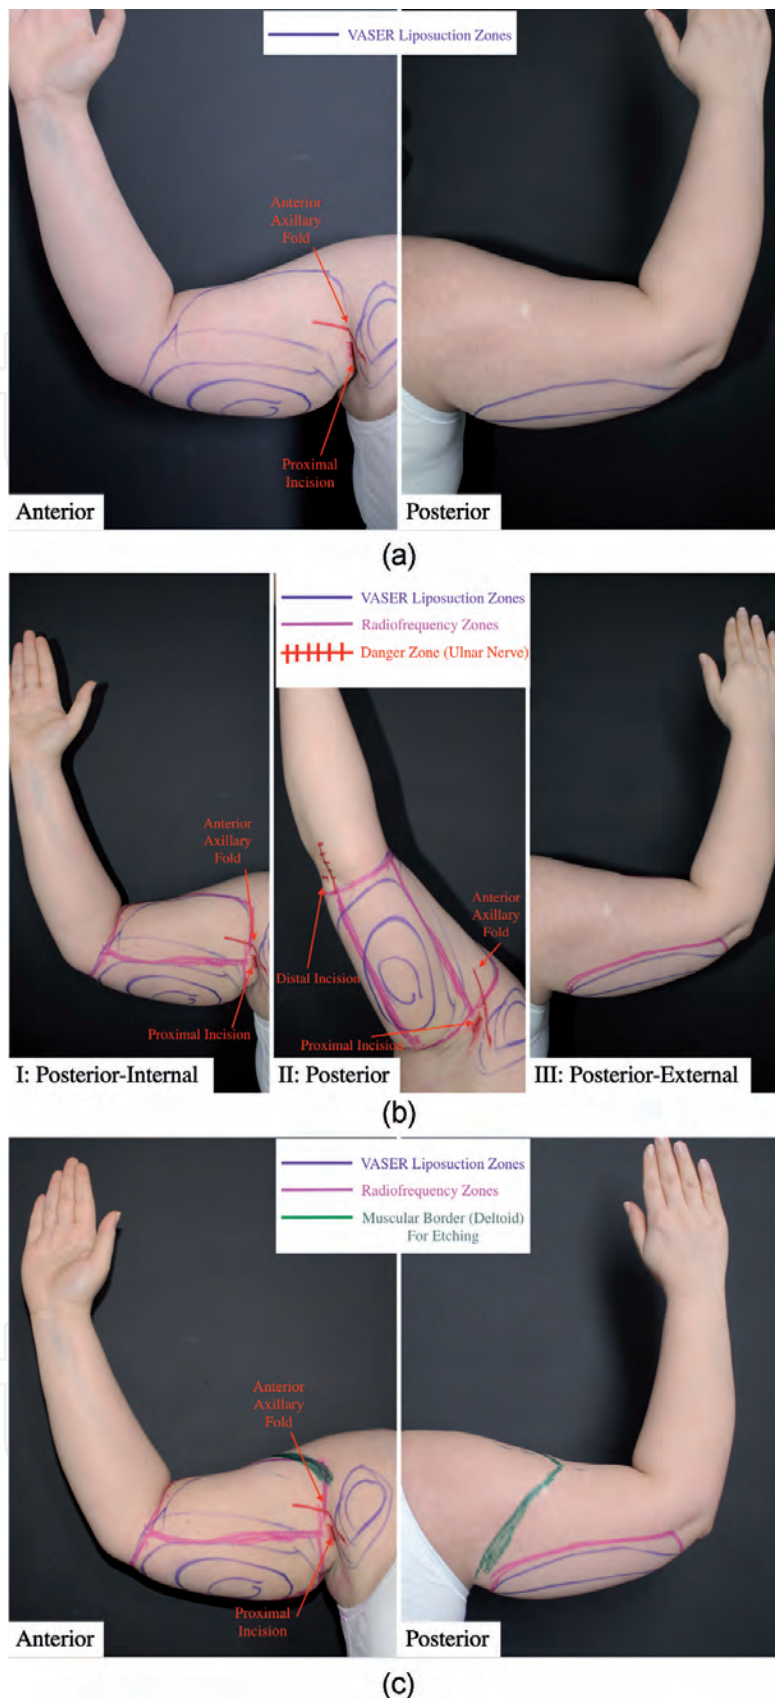 VASER Liposuction Zones
Anterior
Axillary
Fold
Proximal
Incision
Anterior
Posterior
(a)
VASER Liposuction Zones
Radiofrequency Zones
Danger Zone (Ulnar Nerve)
Anterior
Axillary
Fold
Anterior
Axillary
Fold
Distal Incision
Proximal Incision
Proximal Incision
I: Posterior-Internal
II: Posterior
III: Posterior-External
(b)
VASER Liposuction Zones
Radiofrequency Zones
Muscular Border (Deltoid)
For Etching
Anterior
Axillary
Fold
Proximal
Incision
Anterior
Posterior
(c)